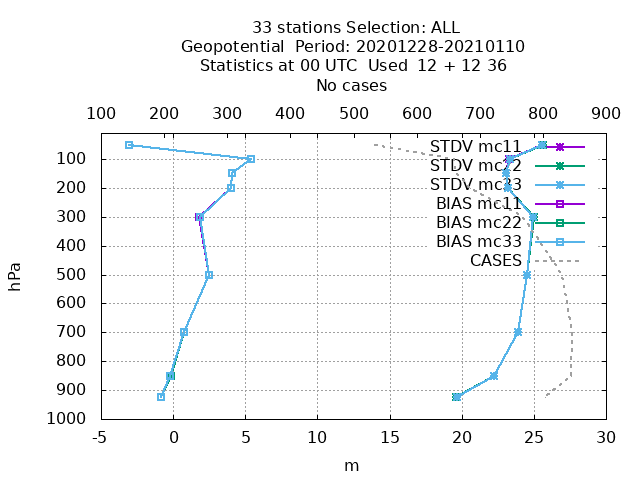 33 stations Selection: ALL
Geopotential  Period: 20201228-20210110
Statistics at 00 UTC  Used  12 + 12 36
No cases
100 200 300 400 500 600 700 800 900
STDV mc11
100
STDV mc22
STDV mc33
200
BIAS mc11
300
BIAS mc22
400
BIAS mc33
CASES
500
600
700
800
900
1000
hPa
-5 0 5 10 15 20 25 30
m